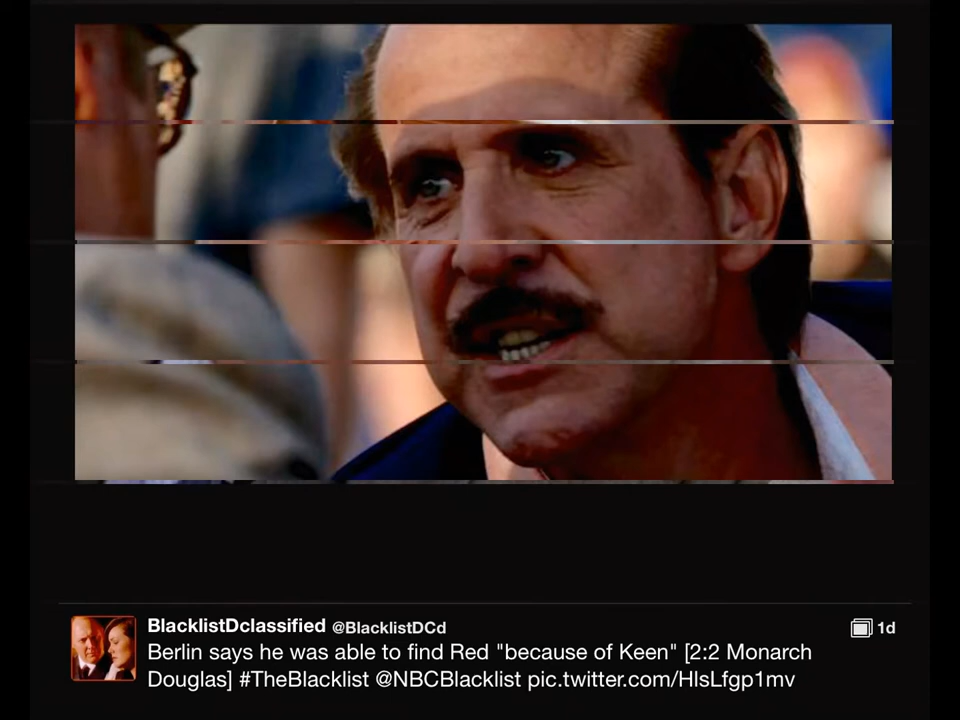 BlacklistDclassified @BlacklistDCd 1d
Berlin says he was able to find Red "because of Keen" [2:2 Monarch
Douglas] #TheBlacklist @NBCBlacklist pic.twitter.com/HlsLfgp1mv